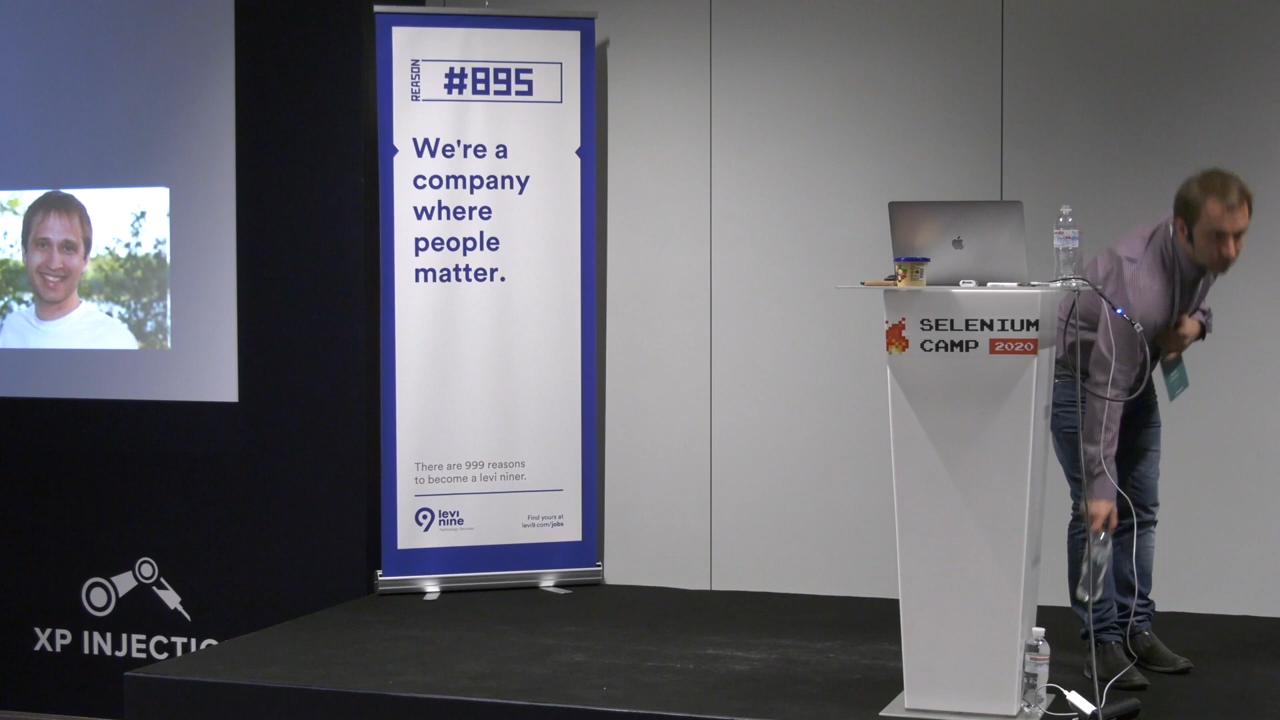 REASON
#895
We're a
company
where
people
matter.
There are 999 reasons
to become a levi niner.
9 levi
nine
Find yours at
levi9.com/jobs
SELENIUM
CAMP 2020
XP INJECTIO